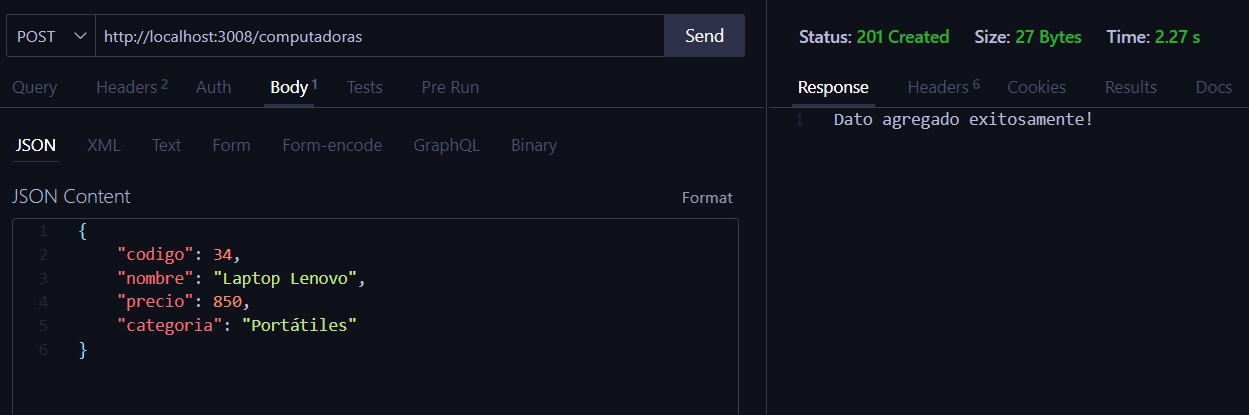 POST http://localhost:3008/computadoras Send
Query Headers 2 Auth Body 1 Tests Pre Run
JSON XML Text Form Form-encode GraphQL Binary
JSON Content Format
1 {
2 "codigo": 34,
3 "nombre": "Laptop Lenovo",
4 "precio": 850,
5 "categoria": "Portátiles"
6 }
Status: 201 Created Size: 27 Bytes Time: 2.27 s
Response Headers 6 Cookies Results Docs
1 Dato agregado exitosamente!